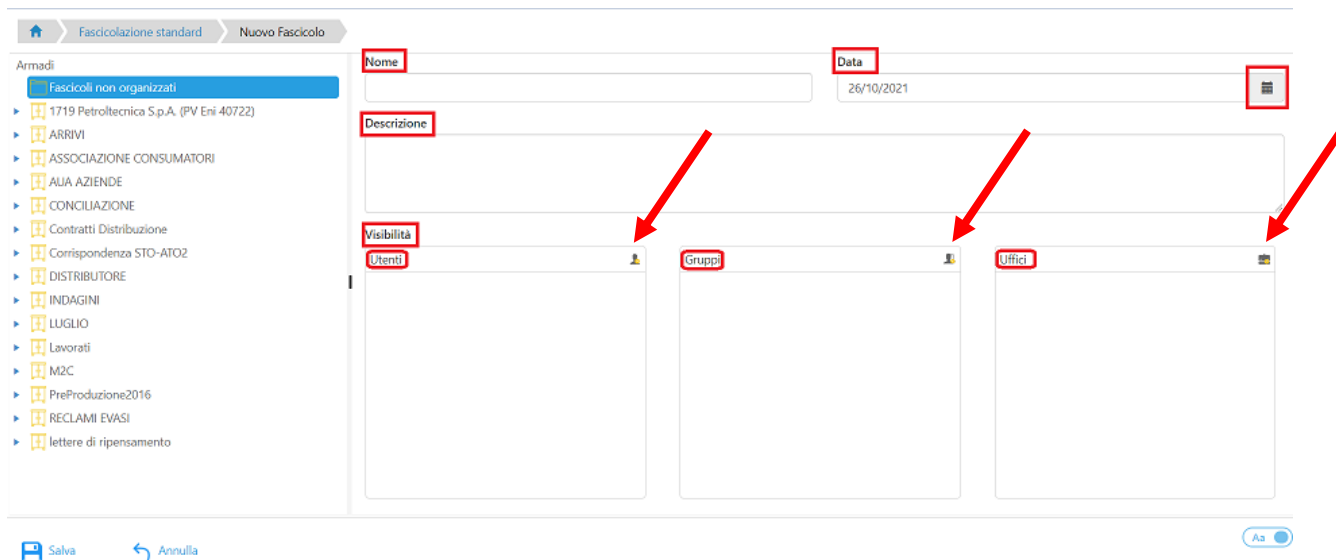 Fascicolazione standard Nuovo Fascicolo
Armadi
Fascicoli non organizzati
1719 Petroltecnica S.p.A. (PV Eni 40722)
ARRIVI
ASSOCIAZIONE CONSUMATORI
AUA AZIENDE
CONCILIAZIONE
Contratti Distribuzione
Corrispondenza STO-ATO2
DISTRIBUTORE
INDAGINI
LUGLIO
Lavorati
M2C
PreProduzione2016
RECLAMI EVASI
lettere di ripensamento
Nome
Data
26/10/2021
Descrizione
Visibilità
Utenti
Gruppi
Uffici
Salva Annulla
Aa